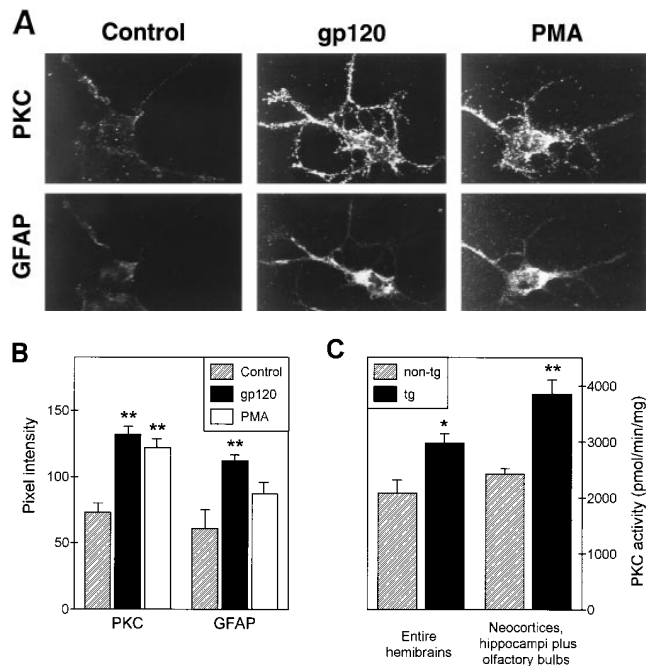 A
Control gp120 PMA
PKC
GFAP
B
Control
gp120
PMA
Pixel intensity
150
100
50
0
**
**
**
PKC GFAP
C
non-tg
tg
*
**
4000
3000
2000
1000
0
PKC activity (pmol/min/mg)
Entire
hemibrains
Neocortices,
hippocampi plus
olfactory bulbs